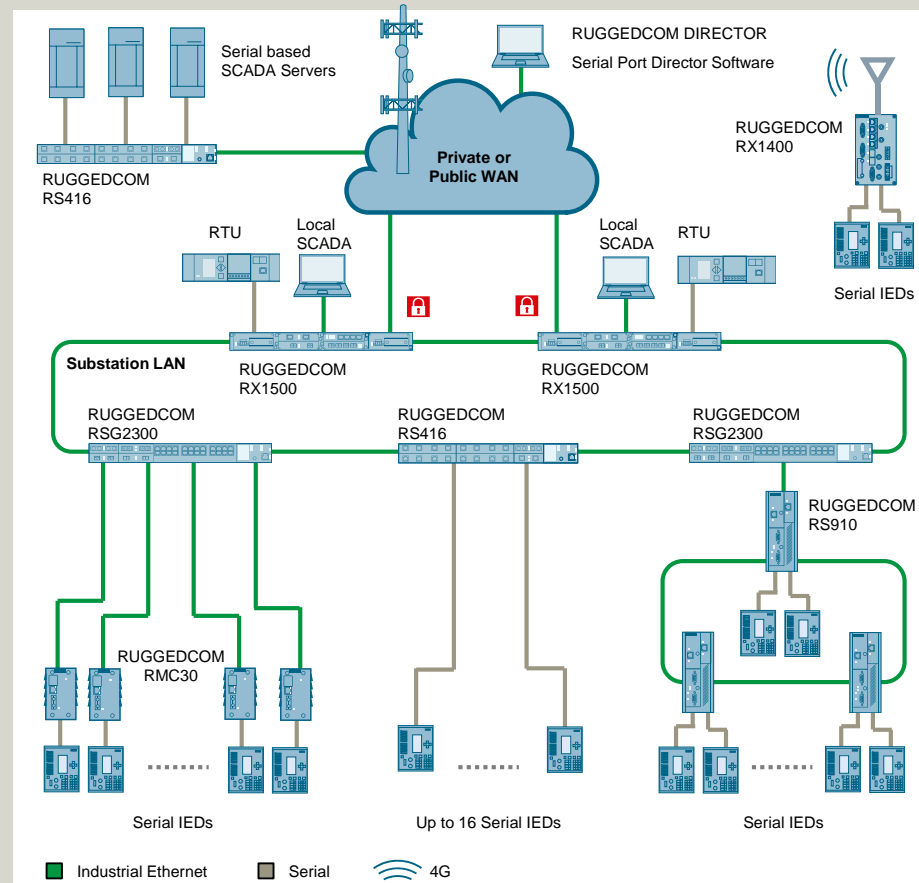 Serial based
SCADA Servers
RUGGEDCOM DIRECTOR
Serial Port Director Software
RUGGEDCOM
RX1400
Private or
Public WAN
RUGGEDCOM
RS416
RTU
Local
SCADA
Local
SCADA
RTU
Serial IEDs
Substation LAN
RUGGEDCOM
RX1500
RUGGEDCOM
RX1500
RUGGEDCOM
RSG2300
RUGGEDCOM
RS416
RUGGEDCOM
RSG2300
RUGGEDCOM
RS910
RUGGEDCOM
RMC30
Serial IEDs
Up to 16 Serial IEDs
Serial IEDs
Industrial Ethernet
Serial
4G